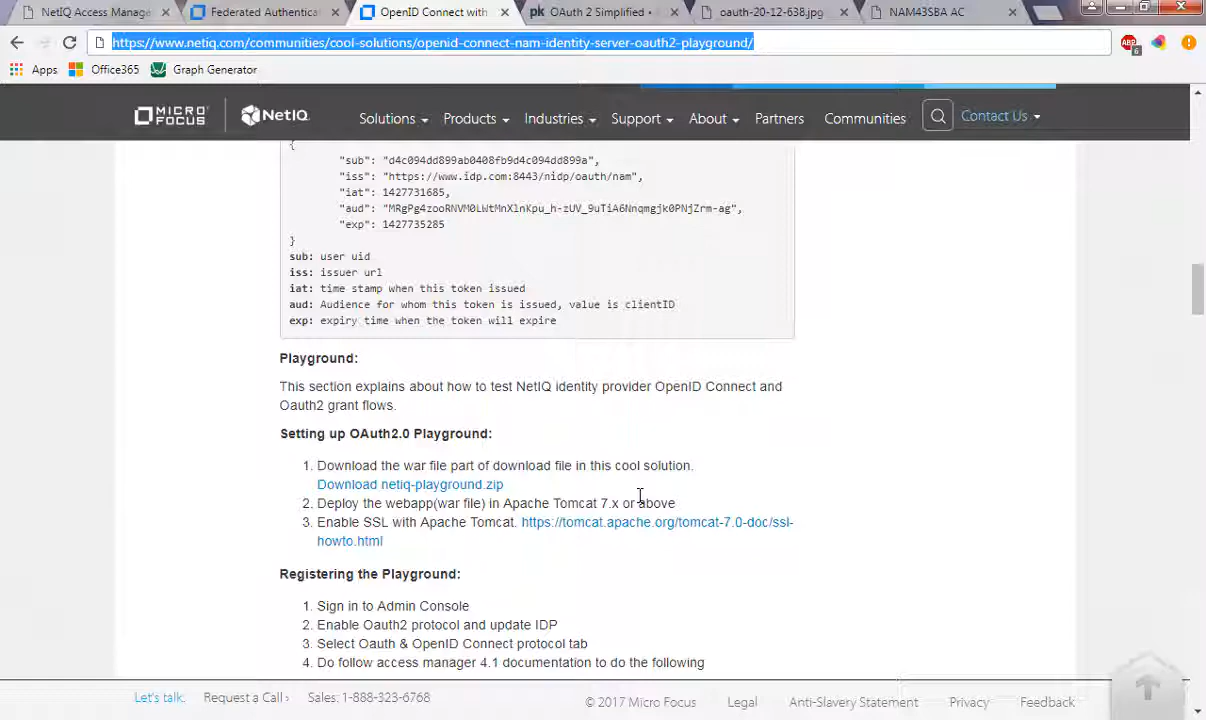 NetIQ Access Manage
Federated Authentica
OpenID Connect with
pk OAuth 2 Simplified •
oauth-20-12-638.jpg
NAM43SBA AC
https://www.netiq.com/communities/cool-solutions/openid-connect-nam-identity-server-oauth2-playground/
ABP
6
Apps
Office365
Graph Generator
MICRO FOCUS
NetIQ
Solutions
Products
Industries
Support
About
Partners
Communities
Contact Us
{
"sub": "d4c094dd899ab0408fb9d4c094dd899a",
"iss": "https://www.idp.com:8443/nidp/oauth/nam",
"iat": 1427731685,
"aud": "MRgPg4zooRNVM0LWtMnXlnKpu_h-zUV_9uTiA6Nnqmgjk0PNjZrm-ag",
"exp": 1427735285
}
sub: user uid
iss: issuer url
iat: time stamp when this token issued
aud: Audience for whom this token is issued, value is clientID
exp: expiry time when the token will expire
Playground:
This section explains about how to test NetIQ identity provider OpenID Connect and
Oauth2 grant flows.
Setting up OAuth2.0 Playground:
1. Download the war file part of download file in this cool solution.
Download netiq-playground.zip
2. Deploy the webapp(war file) in Apache Tomcat 7.x or above
3. Enable SSL with Apache Tomcat. https://tomcat.apache.org/tomcat-7.0-doc/ssl-
howto.html
Registering the Playground:
1. Sign in to Admin Console
2. Enable Oauth2 protocol and update IDP
3. Select Oauth & OpenID Connect protocol tab
4. Do follow access manager 4.1 documentation to do the following
Let's talk.
Request a Call ›
Sales: 1-888-323-6768
© 2017 Micro Focus
Legal
Anti-Slavery Statement
Privacy
Feedback